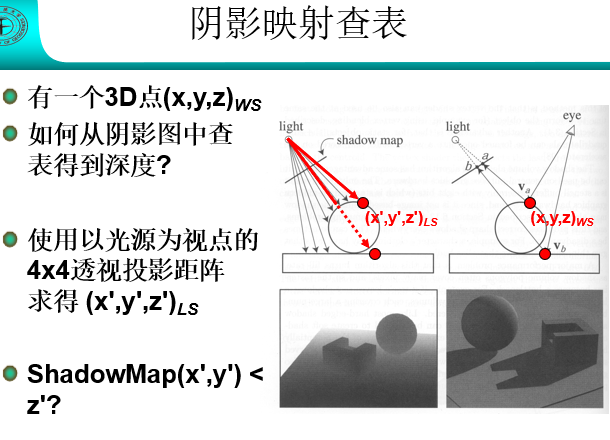 阴影映射查表
有一个3D点(x,y,z)WS
如何从阴影图中查
表得到深度?
使用以光源为视点的
4x4透视投影距阵
求得 (x',y',z')LS
ShadowMap(x',y') <
z'?
light
shadow map
(x',y',z')LS
light
eye
a
b
va
(x,y,z)WS
vb